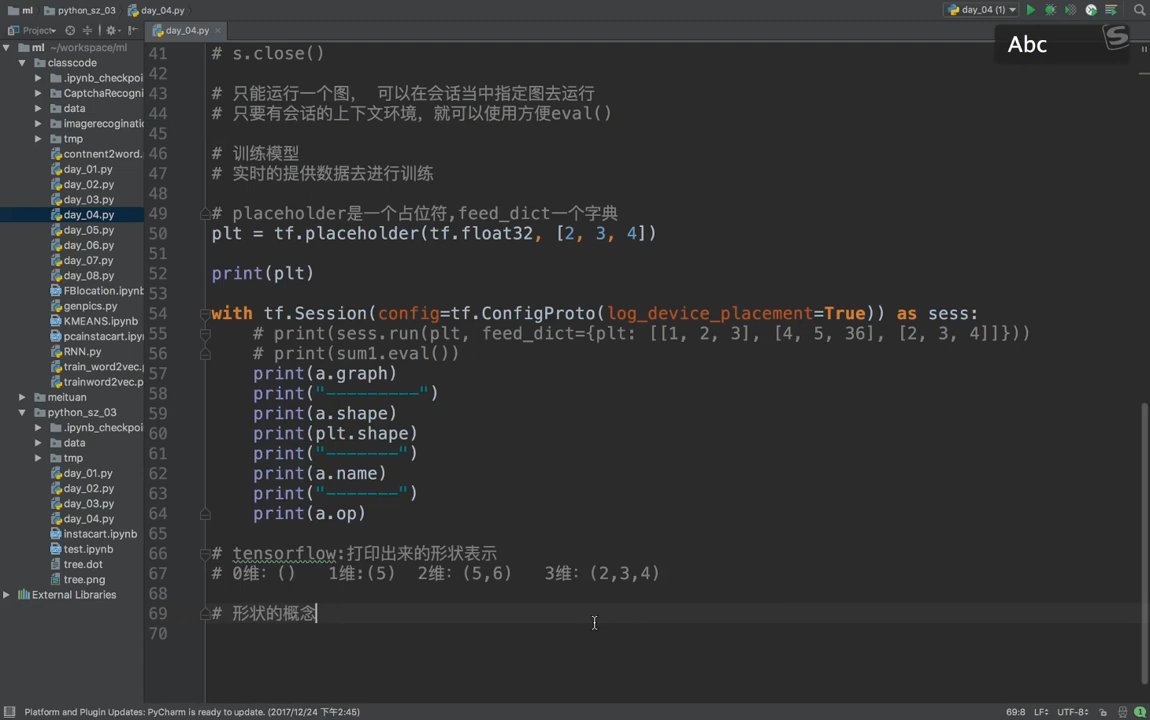 ml
python_sz_03
day_04.py
day_04 (1)
Project
day_04.py
Abc
ml ~/workspace/ml
classcode
.ipynb_checkpoi
CaptchaRecogni
data
imagerecoginatio
tmp
contnent2word.
day_01.py
day_02.py
day_03.py
day_04.py
day_05.py
day_06.py
day_07.py
day_08.py
FBlocation.ipynb
genpics.py
KMEANS.ipynb
pcainstacart.ipyn
RNN.py
train_word2vec.p
trainword2vec.p
meituan
python_sz_03
.ipynb_checkpoi
data
tmp
day_01.py
day_02.py
day_03.py
day_04.py
instacart.ipynb
test.ipynb
tree.dot
tree.png
External Libraries
41 # s.close()
42
43 # 只能运行一个图， 可以在会话当中指定图去运行
44 # 只要有会话的上下文环境，就可以使用方便eval()
45
46 # 训练模型
47 # 实时的提供数据去进行训练
48
49 # placeholder是一个占位符,feed_dict一个字典
50 plt = tf.placeholder(tf.float32, [2, 3, 4])
51
52 print(plt)
53
54 with tf.Session(config=tf.ConfigProto(log_device_placement=True)) as sess:
55 # print(sess.run(plt, feed_dict={plt: [[1, 2, 3], [4, 5, 36], [2, 3, 4]]}))
56 # print(sum1.eval())
57 print(a.graph)
58 print("---------")
59 print(a.shape)
60 print(plt.shape)
61 print("-------")
62 print(a.name)
63 print("-------")
64 print(a.op)
65
66 # tensorflow:打印出来的形状表示
67 # 0维：() 1维:(5) 2维：(5,6) 3维：(2,3,4)
68
69 # 形状的概念
70
Platform and Plugin Updates: PyCharm is ready to update. (2017/12/24 下午2:45)
69:8 LF UTF-8 1